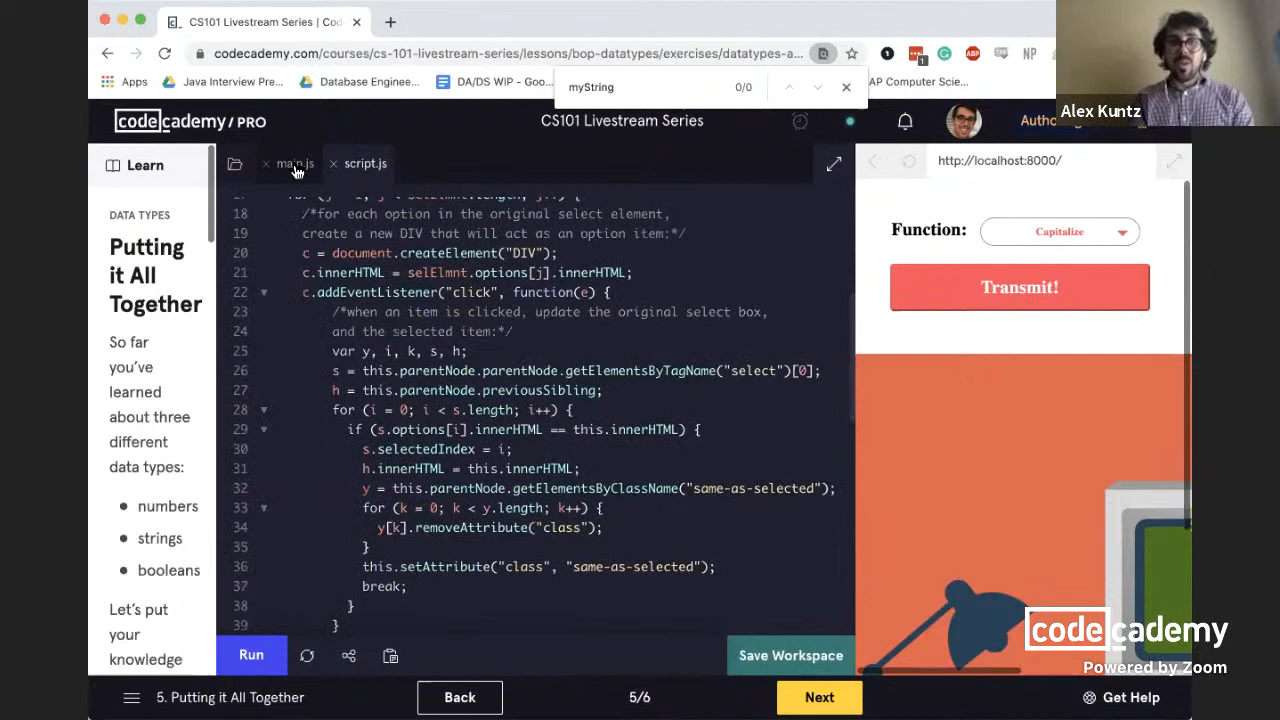 CS101 Livestream Series | Cod
codecademy.com/courses/cs-101-livestream-series/lessons/bop-datatypes/exercises/datatypes-a...
1
ABP
NP
1
Apps
Java Interview Pre...
Database Enginee...
DA/DS WIP - Goo...
AP Computer Scie...
myString
0/0
Alex Kuntz
codecademy / PRO
CS101 Livestream Series
Learn
main.js
script.js
http://localhost:8000/
DATA TYPES
Putting
it All
Together
So far
you've
learned
about three
different
data types:
numbers
strings
booleans
Let's put
your
knowledge
18 /*for each option in the original select element,
19 create a new DIV that will act as an option item:*/
20 c = document.createElement("DIV");
21 c.innerHTML = selElmnt.options[j].innerHTML;
22 c.addEventListener("click", function(e) {
23 /*when an item is clicked, update the original select box,
24 and the selected item:*/
25 var y, i, k, s, h;
26 s = this.parentNode.parentNode.getElementsByTagName("select")[0];
27 h = this.parentNode.previousSibling;
28 for (i = 0; i < s.length; i++) {
29 if (s.options[i].innerHTML == this.innerHTML) {
30 s.selectedIndex = i;
31 h.innerHTML = this.innerHTML;
32 y = this.parentNode.getElementsByClassName("same-as-selected");
33 for (k = 0; k < y.length; k++) {
34 y[k].removeAttribute("class");
35 }
36 this.setAttribute("class", "same-as-selected");
37 break;
38 }
39 }
Function:
Capitalize
Transmit!
Run
Save Workspace
codecademy
Powered by Zoom
5. Putting it All Together
Back
5/6
Next
Get Help